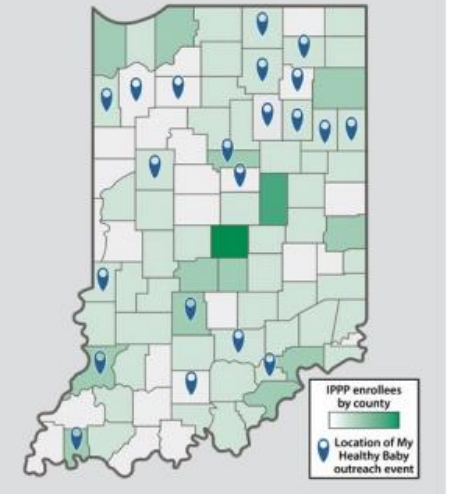 IPPP enrollees
by county
Location of My
Healthy Baby
outreach event